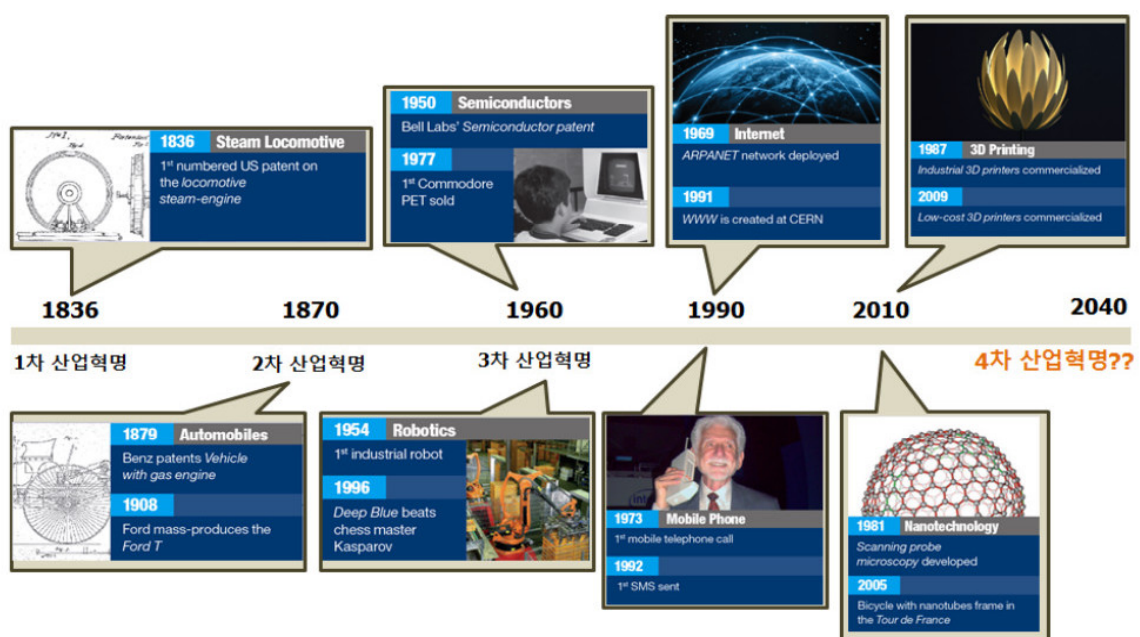 1950 Semiconductors
Bell Labs' Semiconductor patent
1977
1st Commodore
PET sold
1836 Steam Locomotive
1st numbered US patent on
the locomotive
steam-engine
1969 Internet
ARPANET network deployed
1991
WWW is created at CERN
1987 3D Printing
Industrial 3D printers commercialized
2009
Low-cost 3D printers commercialized
1836 1870 1960 1990 2010 2040
1차 산업혁명 2차 산업혁명 3차 산업혁명 4차 산업혁명??
1879 Automobiles
Benz patents Vehicle
with gas engine
1908
Ford mass-produces the
Ford T
1954 Robotics
1st industrial robot
1996
Deep Blue beats
chess master
Kasparov
1973 Mobile Phone
1st mobile telephone call
1992
1st SMS sent
1981 Nanotechnology
Scanning probe
microscopy developed
2005
Bicycle with nanotubes frame in
the Tour de France